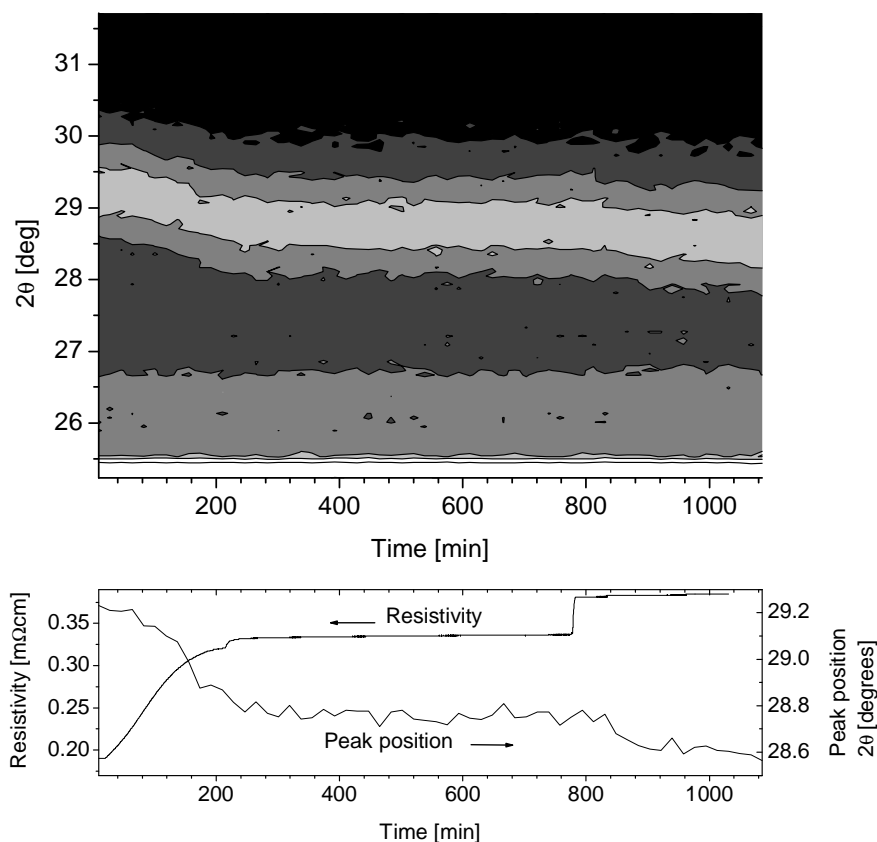 31
30
29
28
27
26
2θ [deg]
200 400 600 800 1000
Time [min]
Resistivity [mΩcm]
0.35
0.30
0.25
0.20
Resistivity
Peak position
29.2
29.0
28.8
28.6
Peak position
2θ [degrees]
200 400 600 800 1000
Time [min]